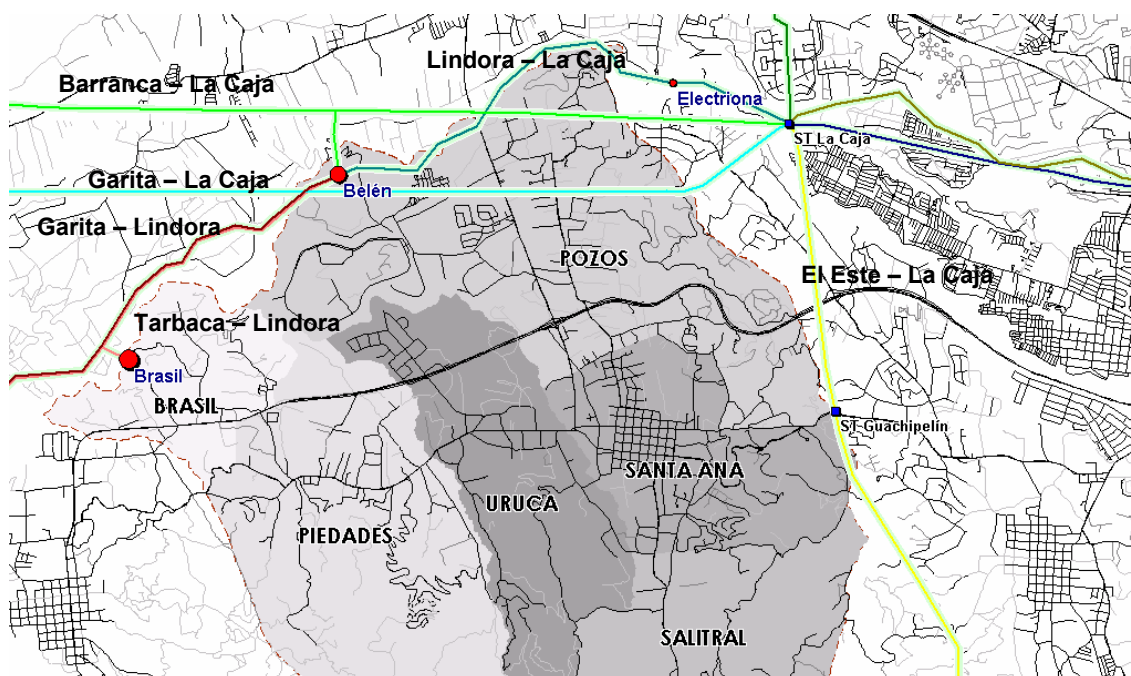 Lindora – La Caja
Barranca – La Caja
Electriona
ST La Caja
Garita – La Caja
Belén
Garita – Lindora
POZOS
El Este – La Caja
Tarbaca – Lindora
Brasil
BRASIL
ST Guachipelín
SANTA ANA
URUCA
PIEDADES
SALITRAL